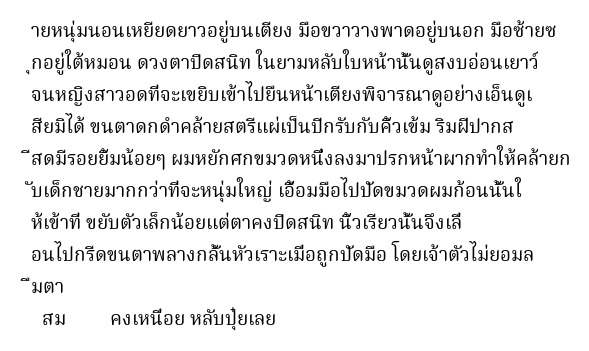 ายหนุ่มนอนเหยียดยาวอยู่บนเตียง มือขวาวางพาดอยู่บนอก มือซ้ายซ
ุกอยู่ใต้หมอน ดวงตาปิดสนิท ในยามหลับใบหน้านั้นดูสงบอ่อนเยาว์
จนหญิงสาวอดที่จะเขยิบเข้าไปยืนหน้าเตียงพิจารณาดูอย่างเอ็นดูเ
สียมิได้ ขนตาดกดำคล้ายสตรีแผ่เป็นปีกรับกับคิ้วเข้ม ริมฝีปากส
ีสดมีรอยยิ้มน้อยๆ ผมหยักศกขมวดหนึ่งลงมาปรกหน้าผากทำให้คล้ายก
ับเด็กชายมากกว่าที่จะหนุ่มใหญ่ เอื้อมมือไปปัดขมวดผมก้อนนั้นใ
ห้เข้าที่ ขยับตัวเล็กน้อยแต่ตาคงปิดสนิท นิ้วเรียวนั้นจึงเลื
อนไปกรีดขนตาพลางกลั้นหัวเราะเมื่อถูกปัดมือ โดยเจ้าตัวไม่ยอมล
ืมตา
สม คงเหนื่อย หลับปุ๋ยเลย